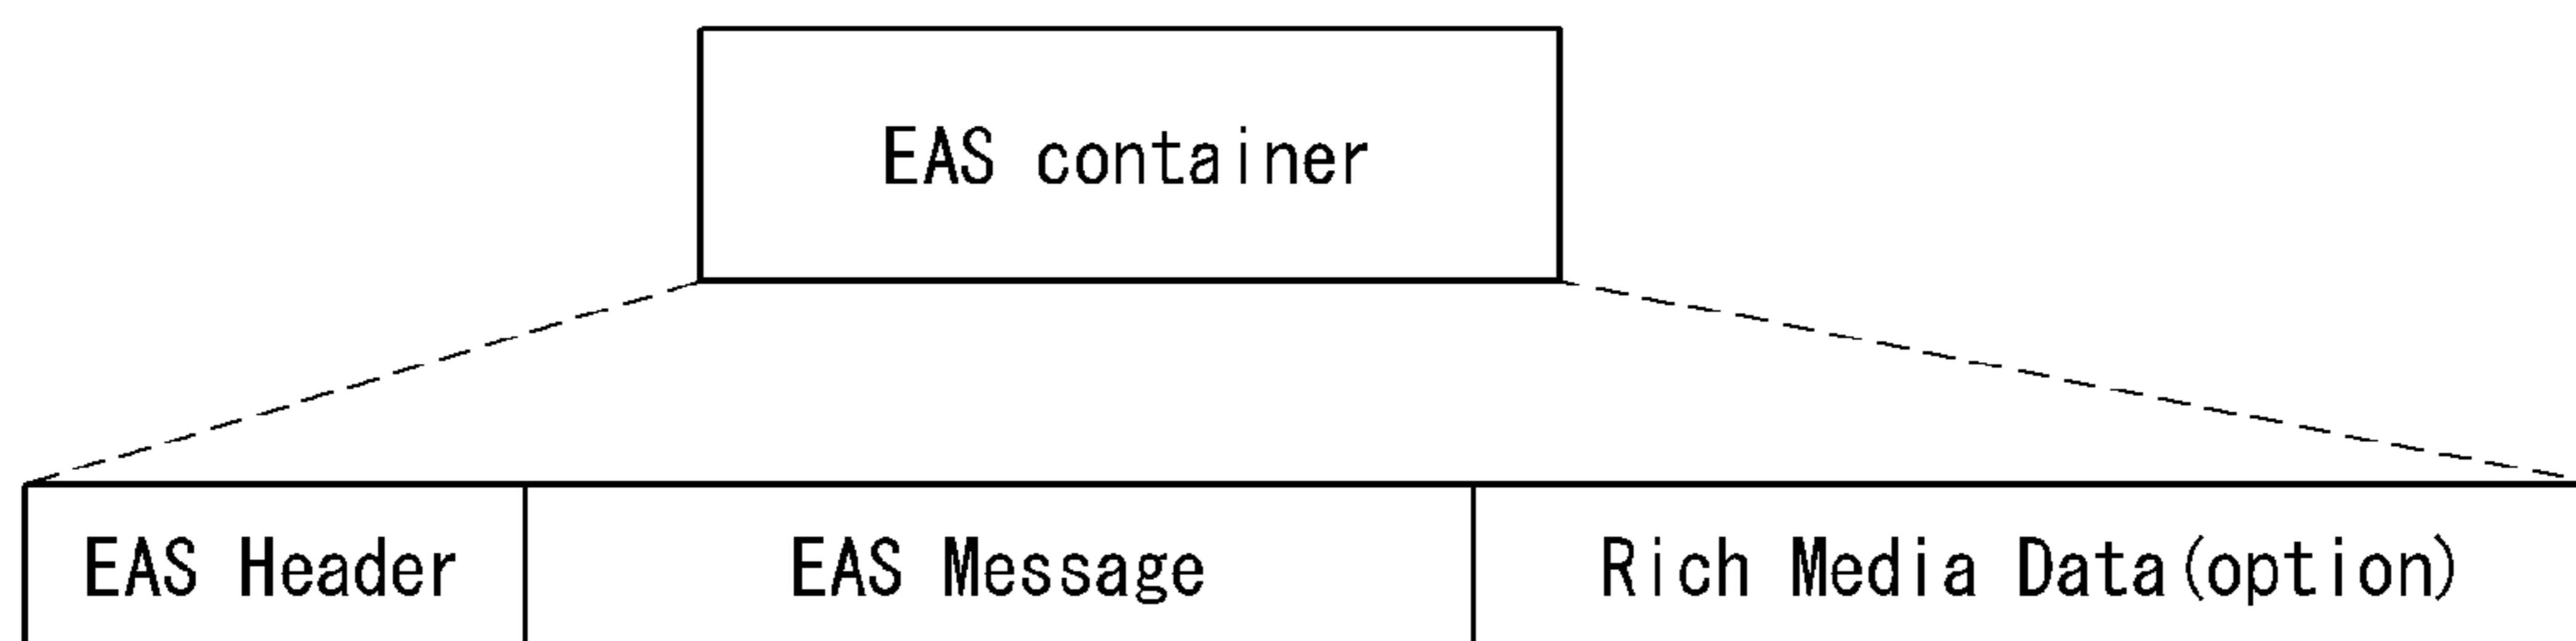 EAS container
EAS Header EAS Message Rich Media Data(option)